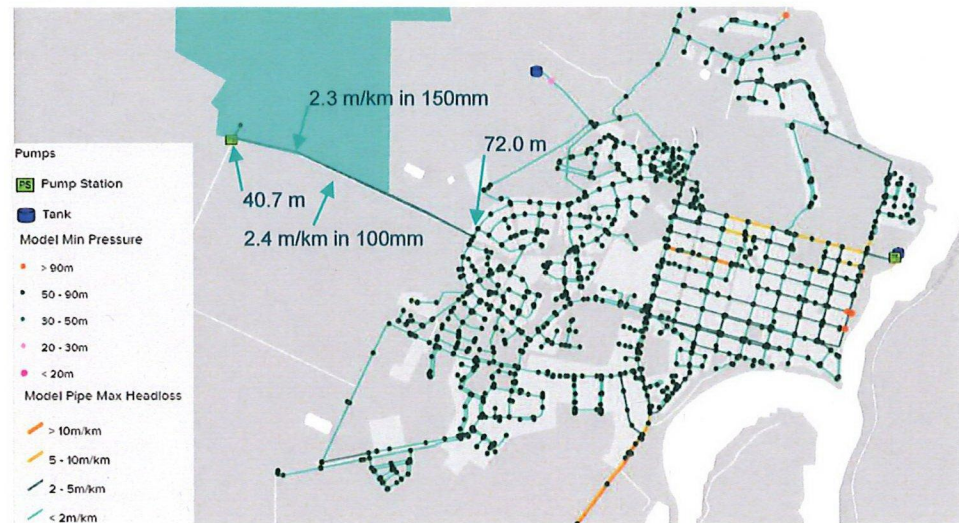 2.3 m/km in 150mm
72.0 m
40.7 m
2.4 m/km in 100mm
Pumps
PS Pump Station
Tank
Model Min Pressure
> 90m
50 - 90m
30 - 50m
20 - 30m
< 20m
Model Pipe Max Headloss
> 10m/km
5 - 10m/km
2 - 5m/km
< 2m/km
PS
PS